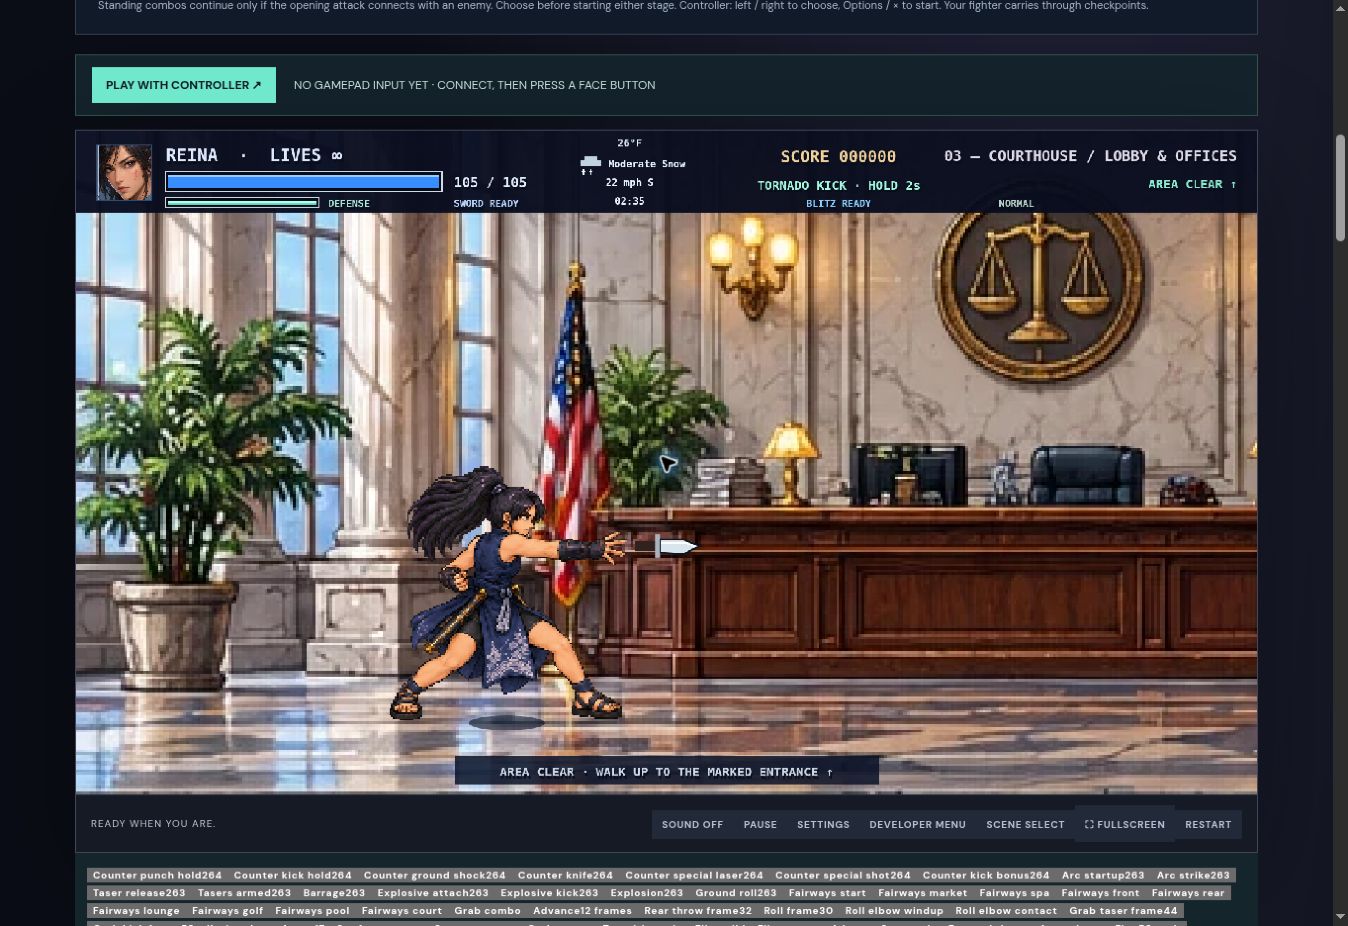 Standing combos continue only if the opening attack connects with an enemy. Choose before starting either stage. Controller: left / right to choose, Options / × to start. Your fighter carries through checkpoints.
PLAY WITH CONTROLLER ↗
NO GAMEPAD INPUT YET · CONNECT, THEN PRESS A FACE BUTTON
REINA · LIVES ∞
105 / 105
DEFENSE
SWORD READY
26°F
Moderate Snow
22 mph S
02:35
SCORE 000000
TORNADO KICK · HOLD 2s
BLITZ READY
03 — COURTHOUSE / LOBBY & OFFICES
AREA CLEAR ↑
NORMAL
AREA CLEAR · WALK UP TO THE MARKED ENTRANCE ↑
READY WHEN YOU ARE.
SOUND OFF PAUSE SETTINGS DEVELOPER MENU SCENE SELECT FULLSCREEN RESTART
Counter punch hold264 Counter kick hold264 Counter ground shock264 Counter knife264 Counter special laser264 Counter special shot264 Counter kick bonus264 Arc startup263 Arc strike263
Taser release263 Tasers armed263 Barrage263 Explosive attach263 Explosive kick263 Explosion263 Ground roll263 Fairways start Fairways market Fairways spa Fairways front Fairways rear
Fairways lounge Fairways golf Fairways pool Fairways court Grab combo Advance12 frames Rear throw frame32 Roll frame30 Roll elbow windup Roll elbow contact Grab taser frame44